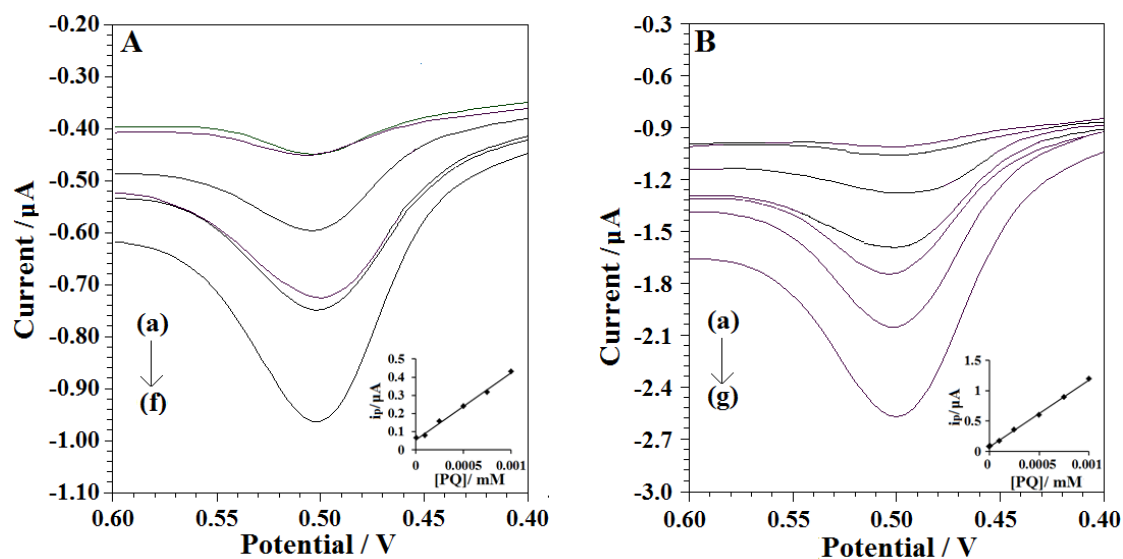 A
-0.20
-0.30
-0.40
-0.50
-0.60
-0.70
-0.80
-0.90
-1.00
-1.10
Current /µA
(a)
(f)
0.5
0.4
0.3
0.2
0.1
0
ip/µA
0 0.0005 0.001
[PQ]/ mM
0.60 0.55 0.50 0.45 0.40
Potential / V
B
-0.3
-0.6
-0.9
-1.2
-1.5
-1.8
-2.1
-2.4
-2.7
-3.0
Current /µA
(a)
(g)
1.5
1
0.5
0
ip/µA
0 0.0005 0.001
[PQ]/ mM
0.60 0.55 0.50 0.45 0.40
Potential / V